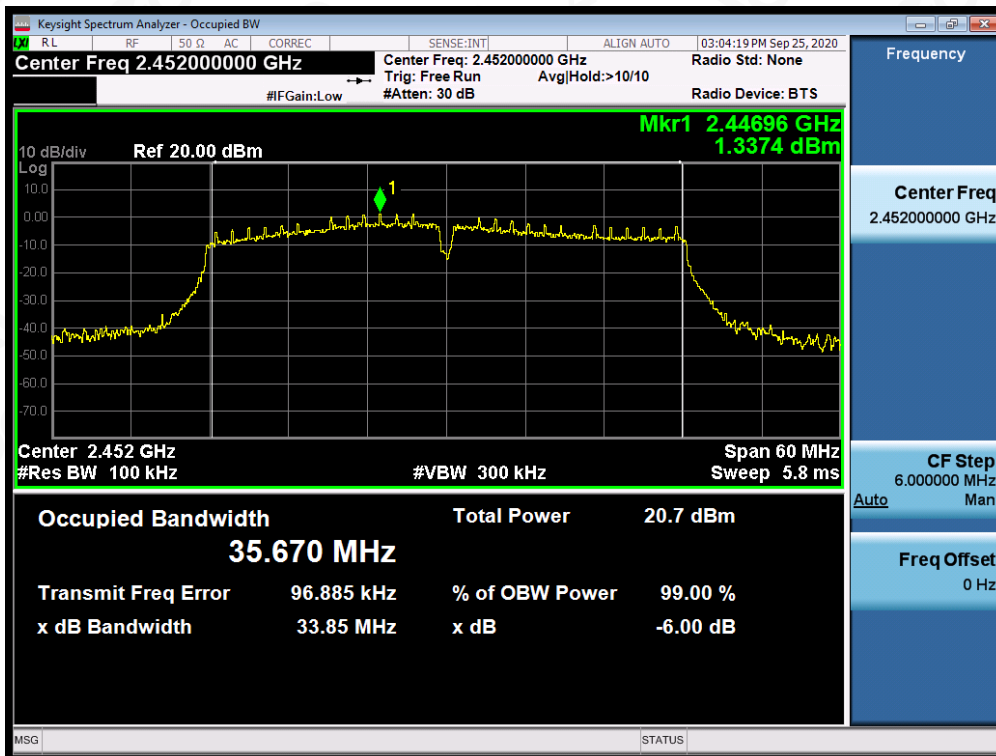 Keysight Spectrum Analyzer - Occupied BW
LXI RL RF 50 Ω AC CORREC SENSE:INT ALIGN AUTO 03:04:19 PM Sep 25, 2020
Center Freq 2.452000000 GHz
Center Freq: 2.452000000 GHz
Radio Std: None
Trig: Free Run
Avg|Hold:>10/10
#IFGain:Low
#Atten: 30 dB
Radio Device: BTS
Mkr1 2.44696 GHz
1.3374 dBm
10 dB/div
Ref 20.00 dBm
Log
10.0
0.00
-10.0
-20.0
-30.0
-40.0
-50.0
-60.0
-70.0
1
Center 2.452 GHz
Span 60 MHz
#Res BW 100 kHz
#VBW 300 kHz
Sweep 5.8 ms
Occupied Bandwidth
35.670 MHz
Total Power 20.7 dBm
Transmit Freq Error 96.885 kHz
% of OBW Power 99.00 %
x dB Bandwidth 33.85 MHz
x dB -6.00 dB
Frequency
Center Freq
2.452000000 GHz
CF Step
6.000000 MHz
Auto Man
Freq Offset
0 Hz
MSG
STATUS